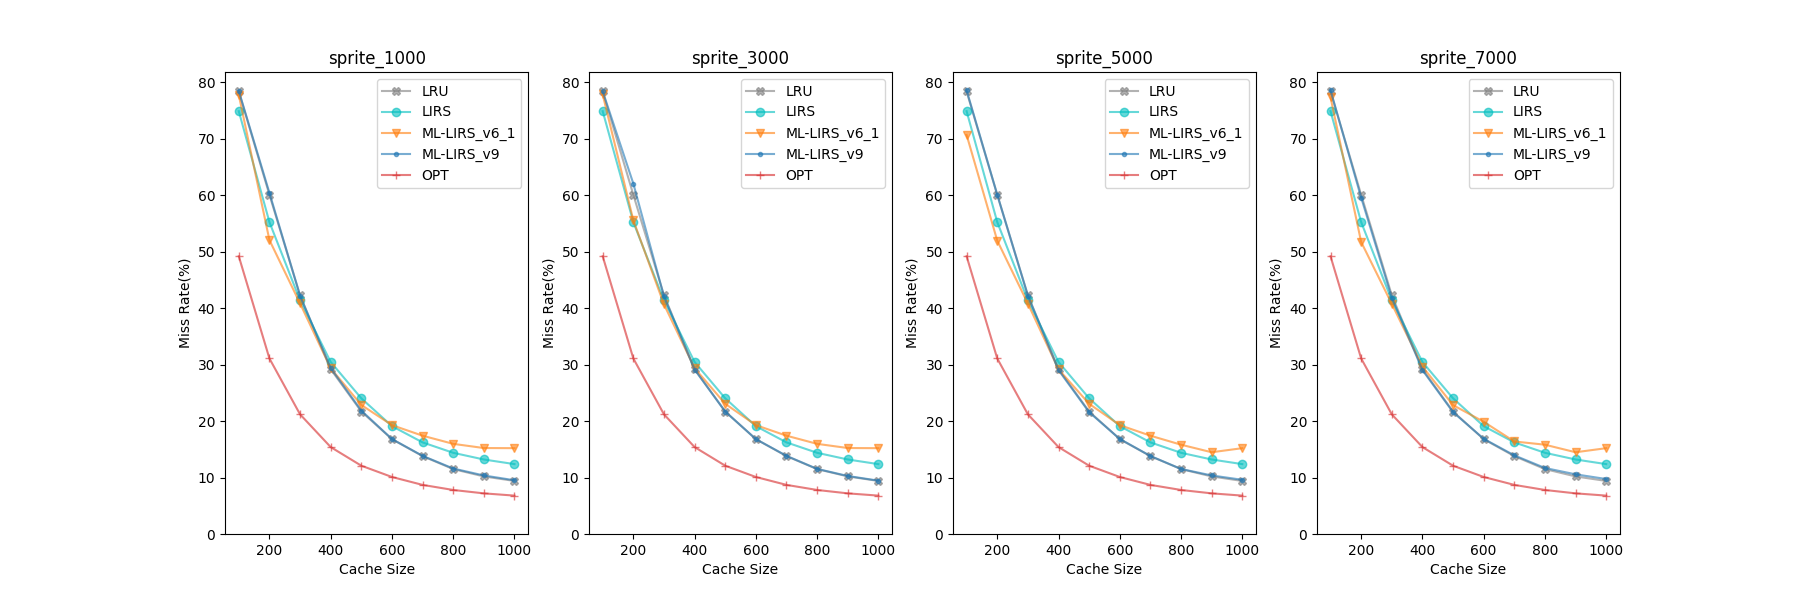 sprite_1000
Miss Rate(%)
80
70
60
50
40
30
20
10
0
200 400 600 800 1000
Cache Size
LRU
LIRS
ML-LIRS_v6_1
ML-LIRS_v9
OPT
sprite_3000
Miss Rate(%)
80
70
60
50
40
30
20
10
0
200 400 600 800 1000
Cache Size
LRU
LIRS
ML-LIRS_v6_1
ML-LIRS_v9
OPT
sprite_5000
Miss Rate(%)
80
70
60
50
40
30
20
10
0
200 400 600 800 1000
Cache Size
LRU
LIRS
ML-LIRS_v6_1
ML-LIRS_v9
OPT
sprite_7000
Miss Rate(%)
80
70
60
50
40
30
20
10
0
200 400 600 800 1000
Cache Size
LRU
LIRS
ML-LIRS_v6_1
ML-LIRS_v9
OPT